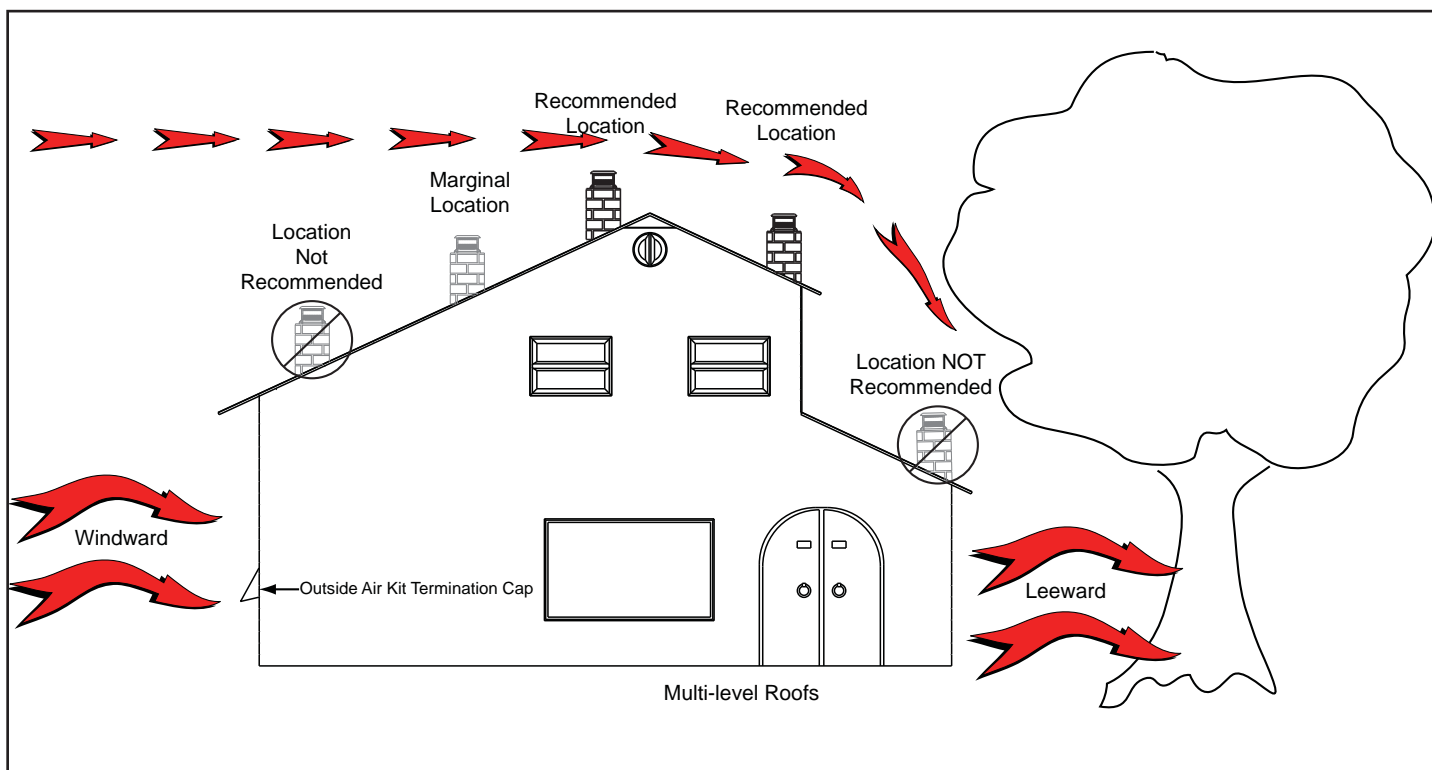 Recommended
Location
Recommended
Location
Marginal
Location
Location
Not
Recommended
Location NOT
Recommended
Windward
Outside Air Kit Termination Cap
Leeward
Multi-level Roofs